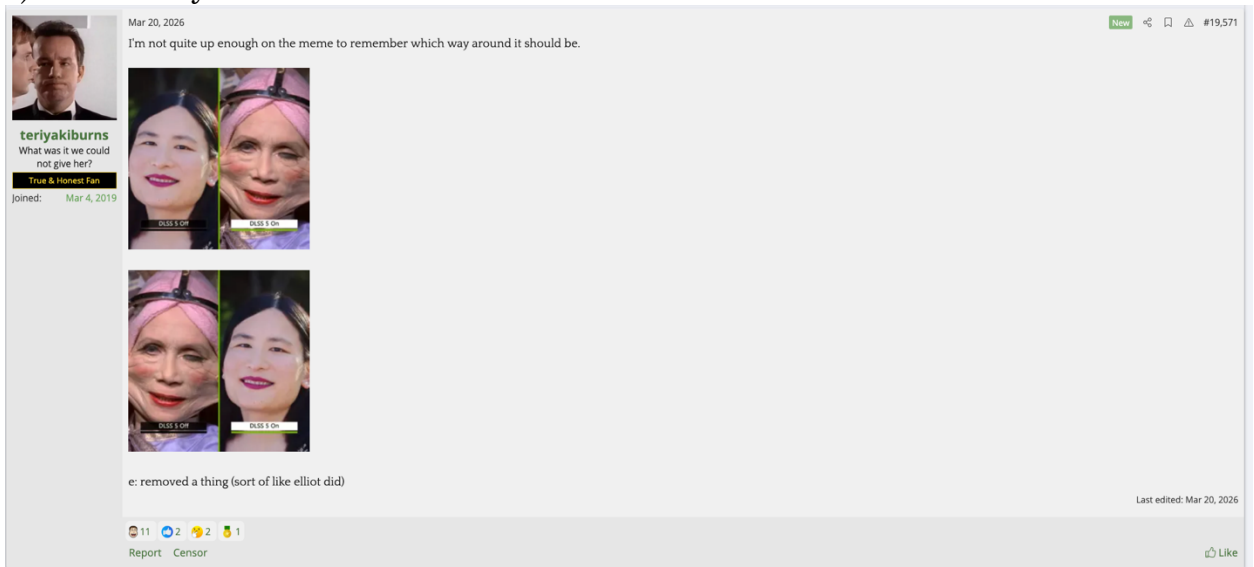 Mar 20, 2026
New
#19,571
I'm not quite up enough on the meme to remember which way around it should be.
teriyakiburns
What was it we could
not give her?
True & Honest Fan
Joined: Mar 4, 2019
DLSS 5 Off
DLSS 5 On
DLSS 5 Off
DLSS 5 On
e: removed a thing (sort of like elliot did)
Last edited: Mar 20, 2026
11 2 2 1
Report Censor
Like